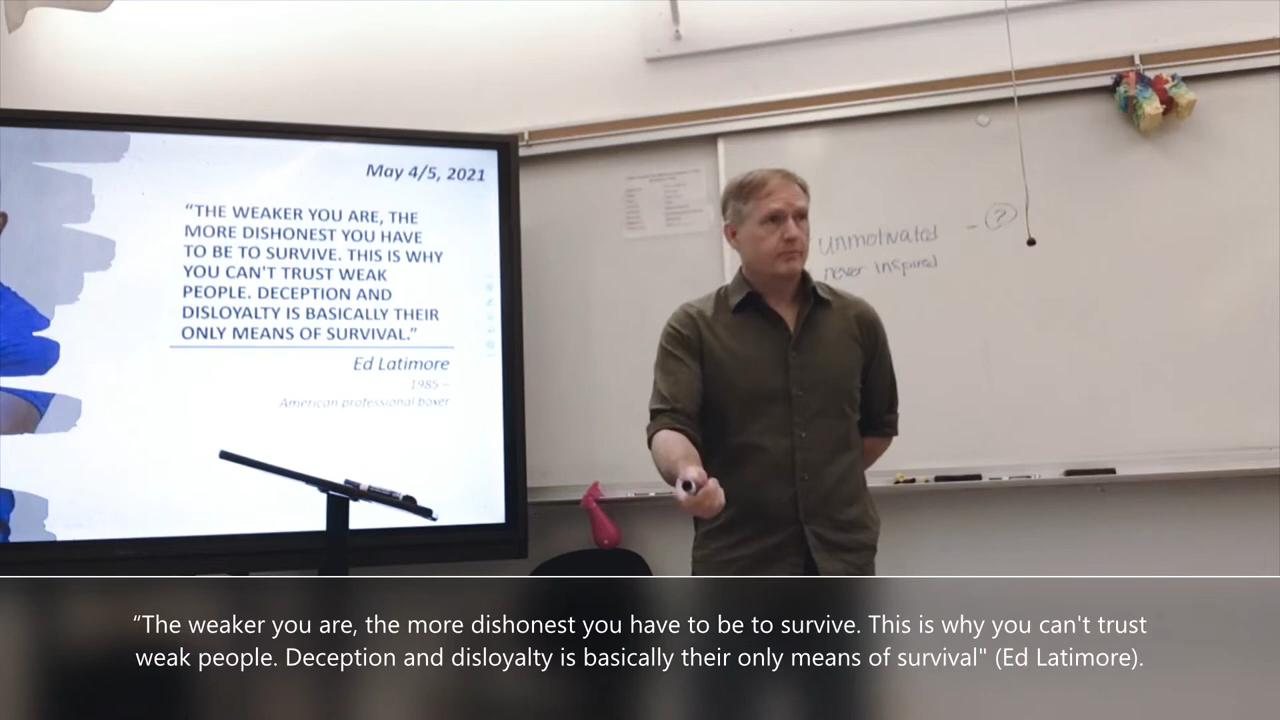 May 4/5, 2021
“THE WEAKER YOU ARE, THE
MORE DISHONEST YOU HAVE
TO BE TO SURVIVE. THIS IS WHY
YOU CAN'T TRUST WEAK
PEOPLE. DECEPTION AND
DISLOYALTY IS BASICALLY THEIR
ONLY MEANS OF SURVIVAL.”
Ed Latimore
1985 –
American professional boxer
unmotivated – ?
never inspired
“The weaker you are, the more dishonest you have to be to survive. This is why you can't trust
weak people. Deception and disloyalty is basically their only means of survival" (Ed Latimore).